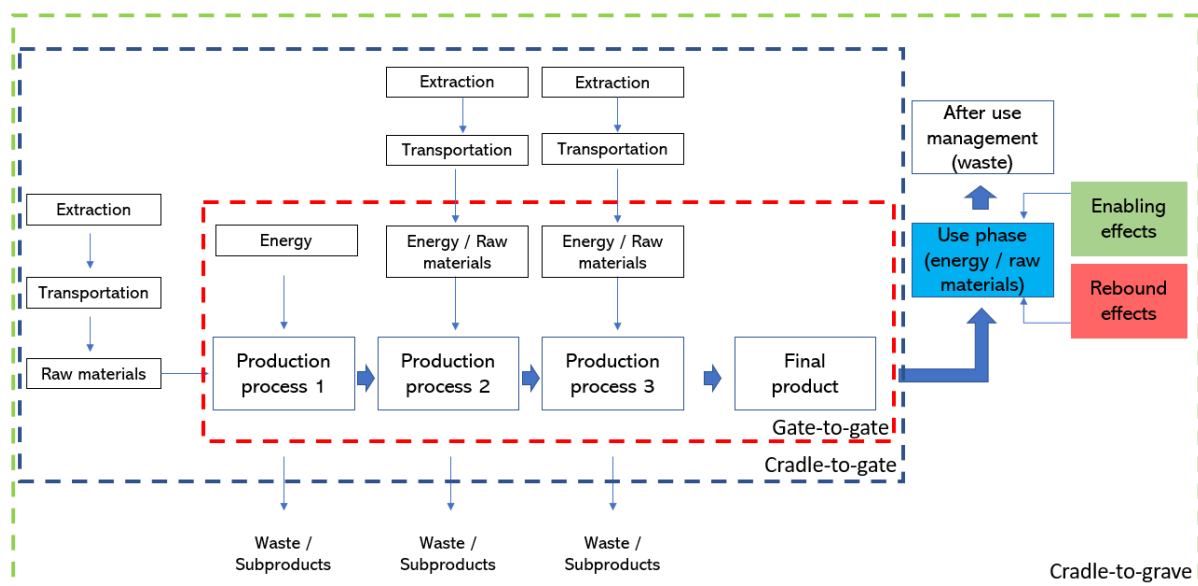 Extraction
Extraction
Transportation
Transportation
After use
management
(waste)
Extraction
Transportation
Raw materials
Energy
Energy / Raw
materials
Energy / Raw
materials
Use phase
(energy / raw
materials)
Enabling
effects
Rebound
effects
Production
process 1
Production
process 2
Production
process 3
Final
product
Gate-to-gate
Cradle-to-gate
Waste /
Subproducts
Waste /
Subproducts
Waste /
Subproducts
Cradle-to-grave